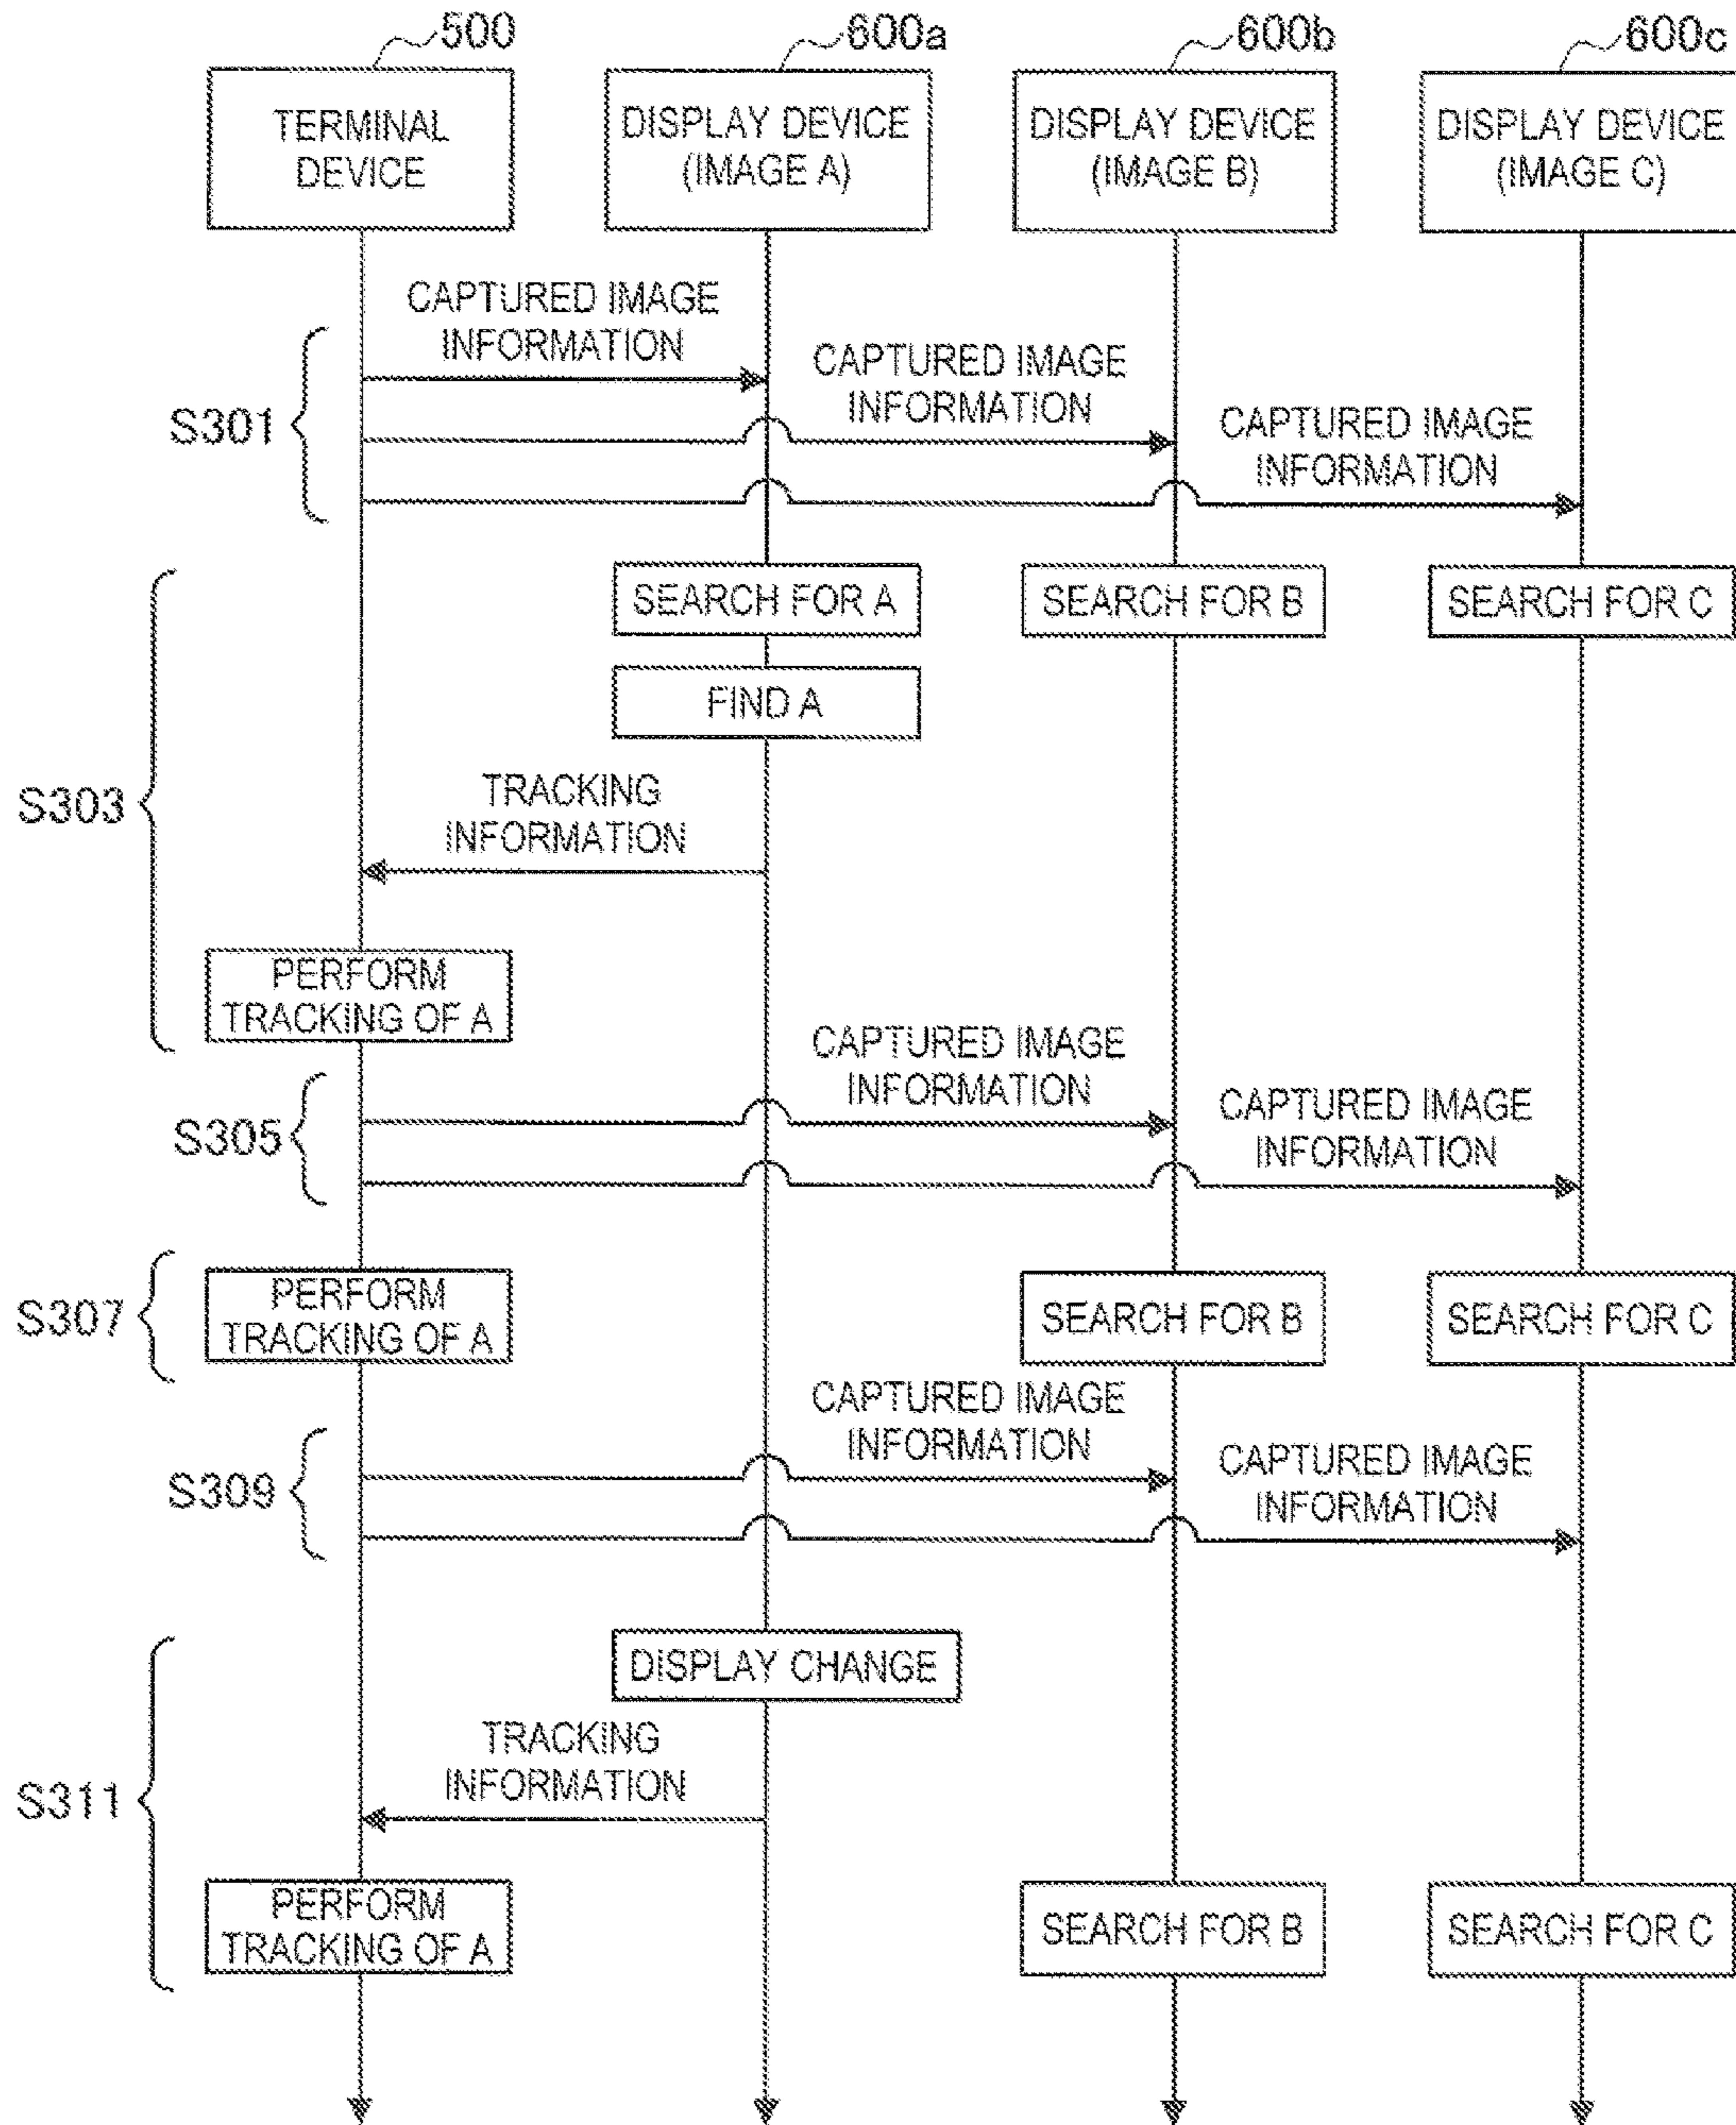 500
600a
600b
600c
TERMINAL
DEVICE
DISPLAY DEVICE
(IMAGE A)
DISPLAY DEVICE
(IMAGE B)
DISPLAY DEVICE
(IMAGE C)
CAPTURED IMAGE
INFORMATION
CAPTURED IMAGE
INFORMATION
CAPTURED IMAGE
INFORMATION
S301
SEARCH FOR A
SEARCH FOR B
SEARCH FOR C
FIND A
S303
TRACKING
INFORMATION
PERFORM
TRACKING OF A
CAPTURED IMAGE
INFORMATION
CAPTURED IMAGE
INFORMATION
S305
S307
PERFORM
TRACKING OF A
SEARCH FOR B
SEARCH FOR C
CAPTURED IMAGE
INFORMATION
CAPTURED IMAGE
INFORMATION
S309
DISPLAY CHANGE
TRACKING
INFORMATION
S311
PERFORM
TRACKING OF A
SEARCH FOR B
SEARCH FOR C